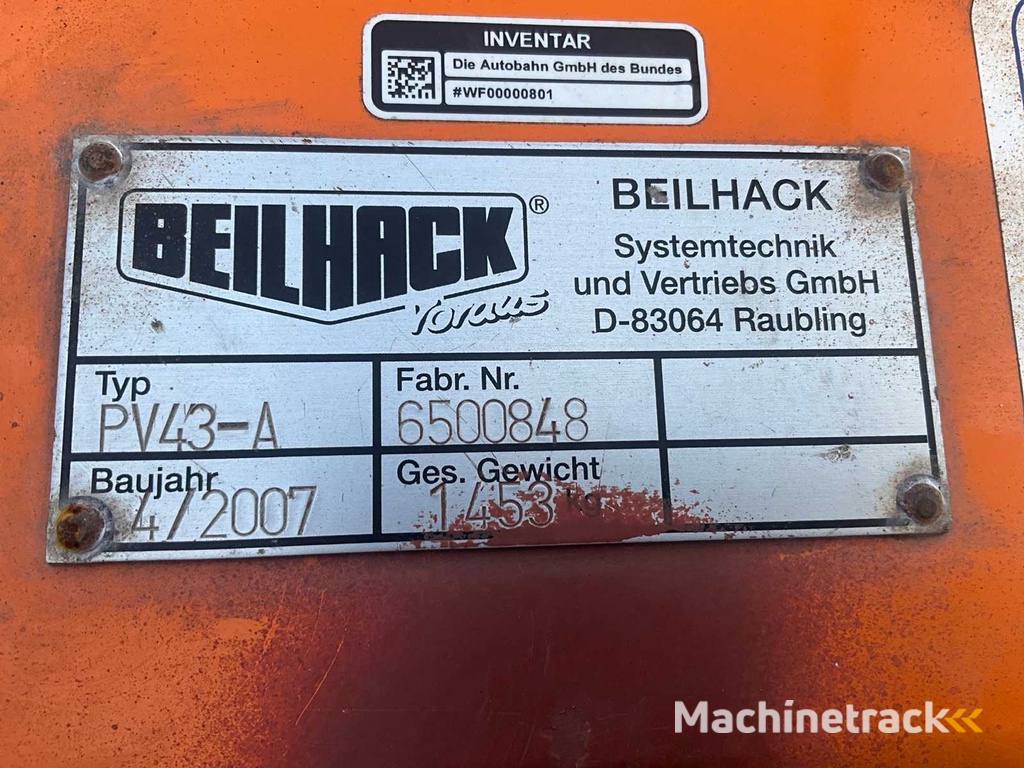 INVENTAR
Die Autobahn GmbH des Bundes
#WF00000801
BEILHACK®
Voraus
BEILHACK
Systemtechnik
und Vertriebs GmbH
D-83064 Raubling
Typ
PV43-A
Fabr. Nr.
6500848
Baujahr
4/2007
Ges. Gewicht
1453 kg
Machinetrack